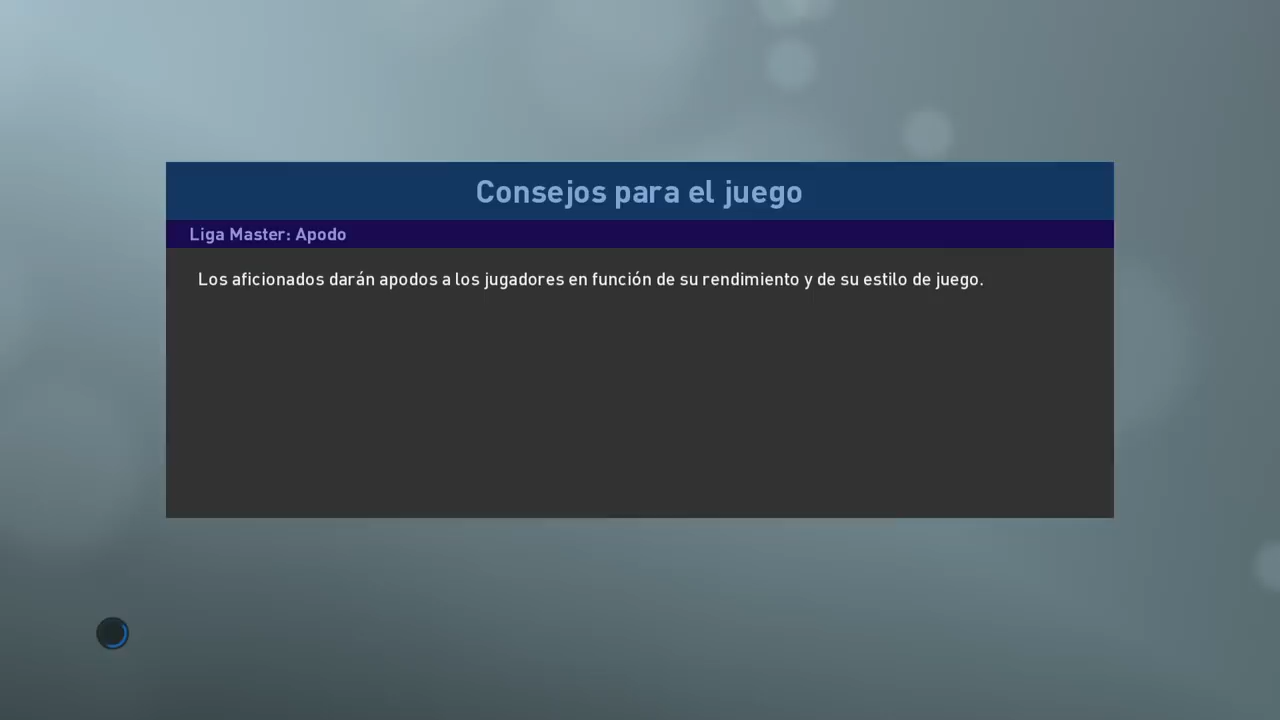 Consejos para el juego
Liga Master: Apodo
Los aficionados darán apodos a los jugadores en función de su rendimiento y de su estilo de juego.